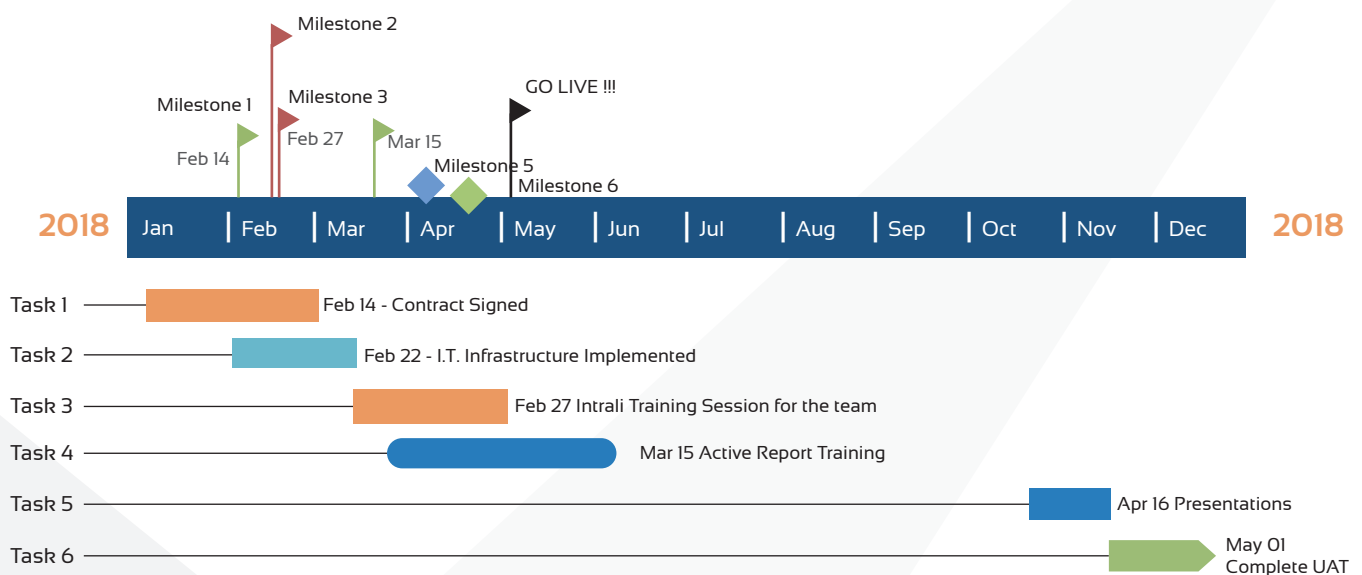 Milestone 2
GO LIVE !!!
Milestone 1
Milestone 3
Feb 14
Feb 27
Mar 15
Milestone 5
Milestone 6
2018 Jan Feb Mar Apr May Jun Jul Aug Sep Oct Nov Dec 2018
Task 1 Feb 14 - Contract Signed
Task 2 Feb 22 - I.T. Infrastructure Implemented
Task 3 Feb 27 Intrali Training Session for the team
Task 4 Mar 15 Active Report Training
Task 5 Apr 16 Presentations
Task 6 May 01
Complete UAT